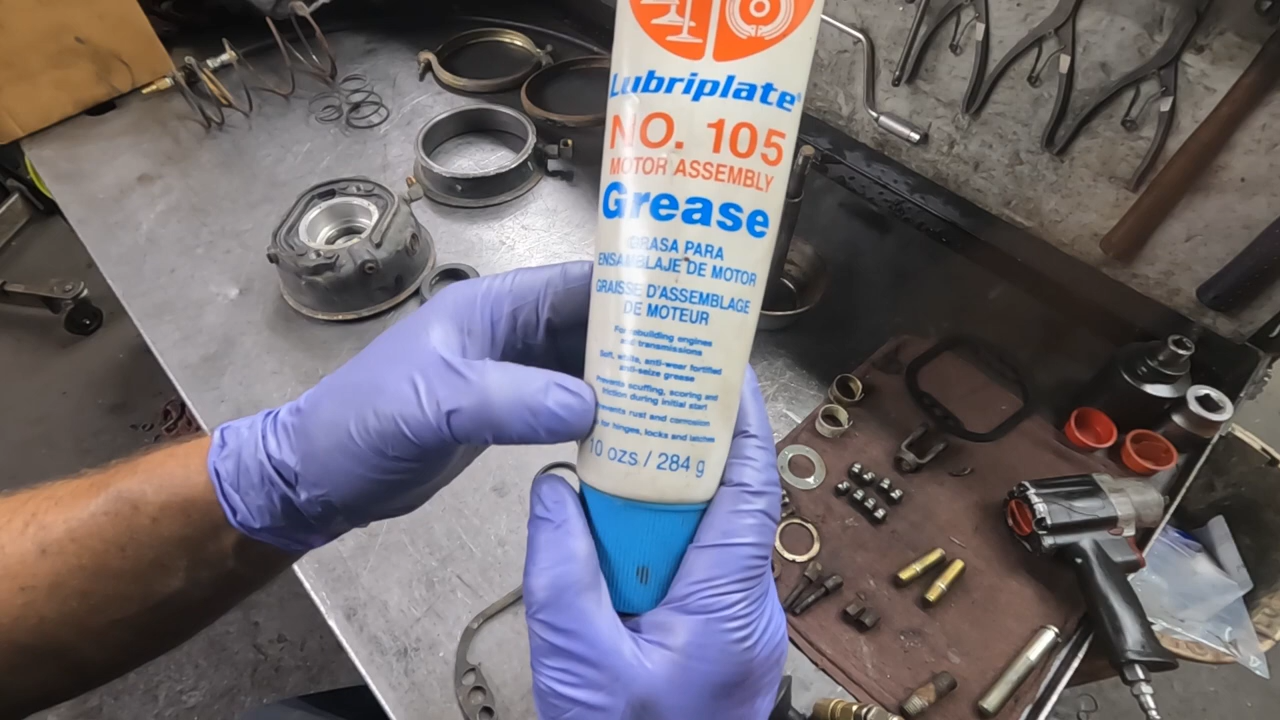 Lubriplate®
NO. 105
MOTOR ASSEMBLY
Grease
GRASA PARA
ENSAMBLAJE DE MOTOR
GRAISSE D'ASSEMBLAGE
DE MOTEUR
For rebuilding engines
and transmissions
Soft, white, anti-wear fortified
anti-seize grease
Prevents scuffing, scoring and
friction during initial start
Prevents rust and corrosion
for hinges, locks and latches
10 ozs / 284 g